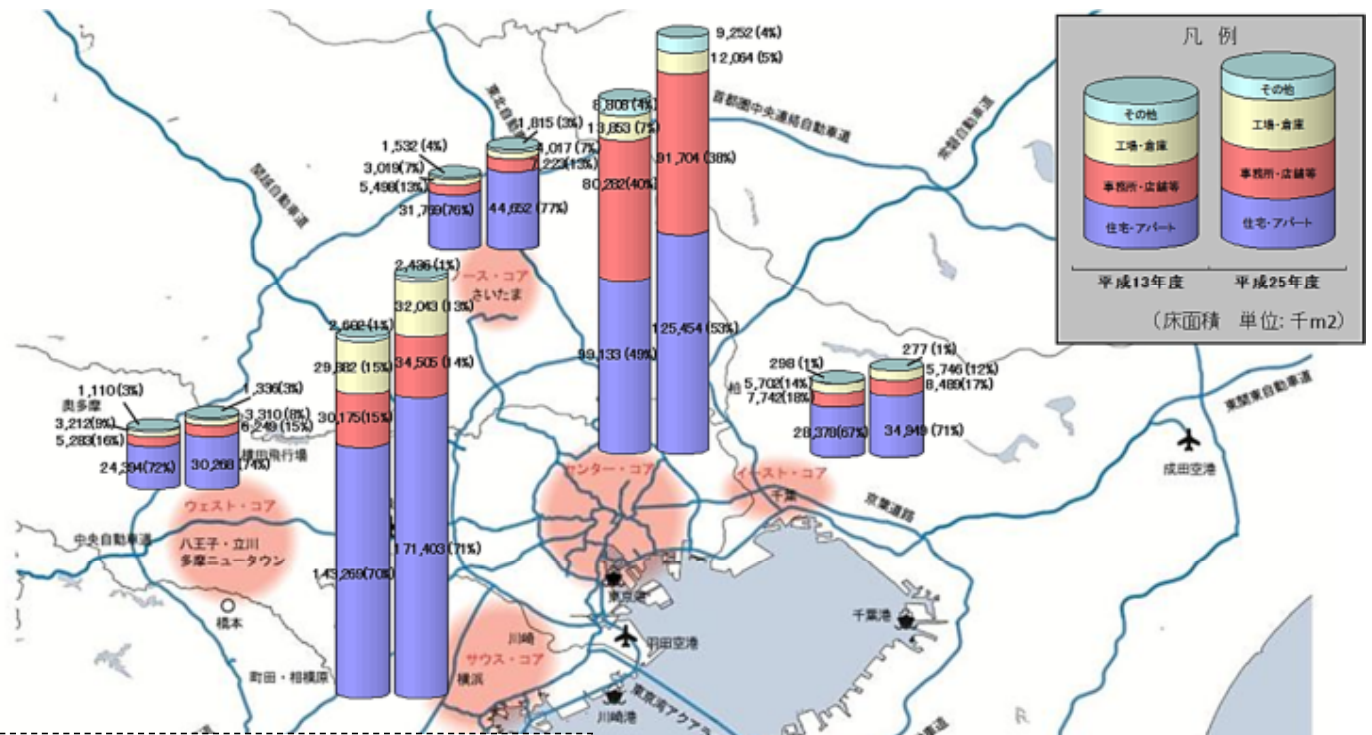 凡 例
その他
工場・倉庫
事務所・店舗等
住宅・アパート
その他
工場・倉庫
事務所・店舗等
住宅・アパート
平成13年度
平成25年度
（床面積 単位: 千m2）
9,252 (4%)
12,064 (5%)
91,704 (38%)
125,454 (53%)
8,808 (4%)
13,853 (7%)
80,282(40%)
99,133 (49%)
1,815 (3%)
4,017 (7%)
7,223(13%)
44,652 (77%)
1,532 (4%)
3,019(7%)
5,498(13%)
31,769(76%)
2,436 (1%)
32,043 (13%)
34,505 (14%)
171,403 (71%)
2,662(1%)
29,882 (15%)
30,175(15%)
143,269(70%)
298 (1%)
5,702(14%)
7,742(18%)
28,378(67%)
277 (1%)
5,746 (12%)
8,489(17%)
34,949 (71%)
1,110 (3%)
3,212(9%)
5,283(16%)
24,394(72%)
1,336(3%)
3,310 (8%)
6,249 (15%)
30,268 (74%)
関越自動車道
首都圏中央連絡自動車道
常磐自動車道
東関東自動車道
京葉道路
中央自動車道
奥多摩
横田飛行場
ース・コア
さいたま
ウェスト・コア
八王子・立川
多摩ニュータウン
橋本
町田・相模原
センター・コア
イースト・コア
千葉
柏
成田空港
東京港
羽田空港
千葉港
川崎
サウス・コア
横浜
川崎港
東京湾アクアラ